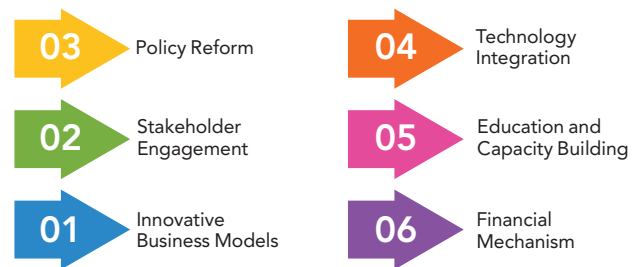 03
Policy Reform
02
Stakeholder
Engagement
01
Innovative
Business Models
04
Technology
Integration
05
Education and
Capacity Building
06
Financial
Mechanism